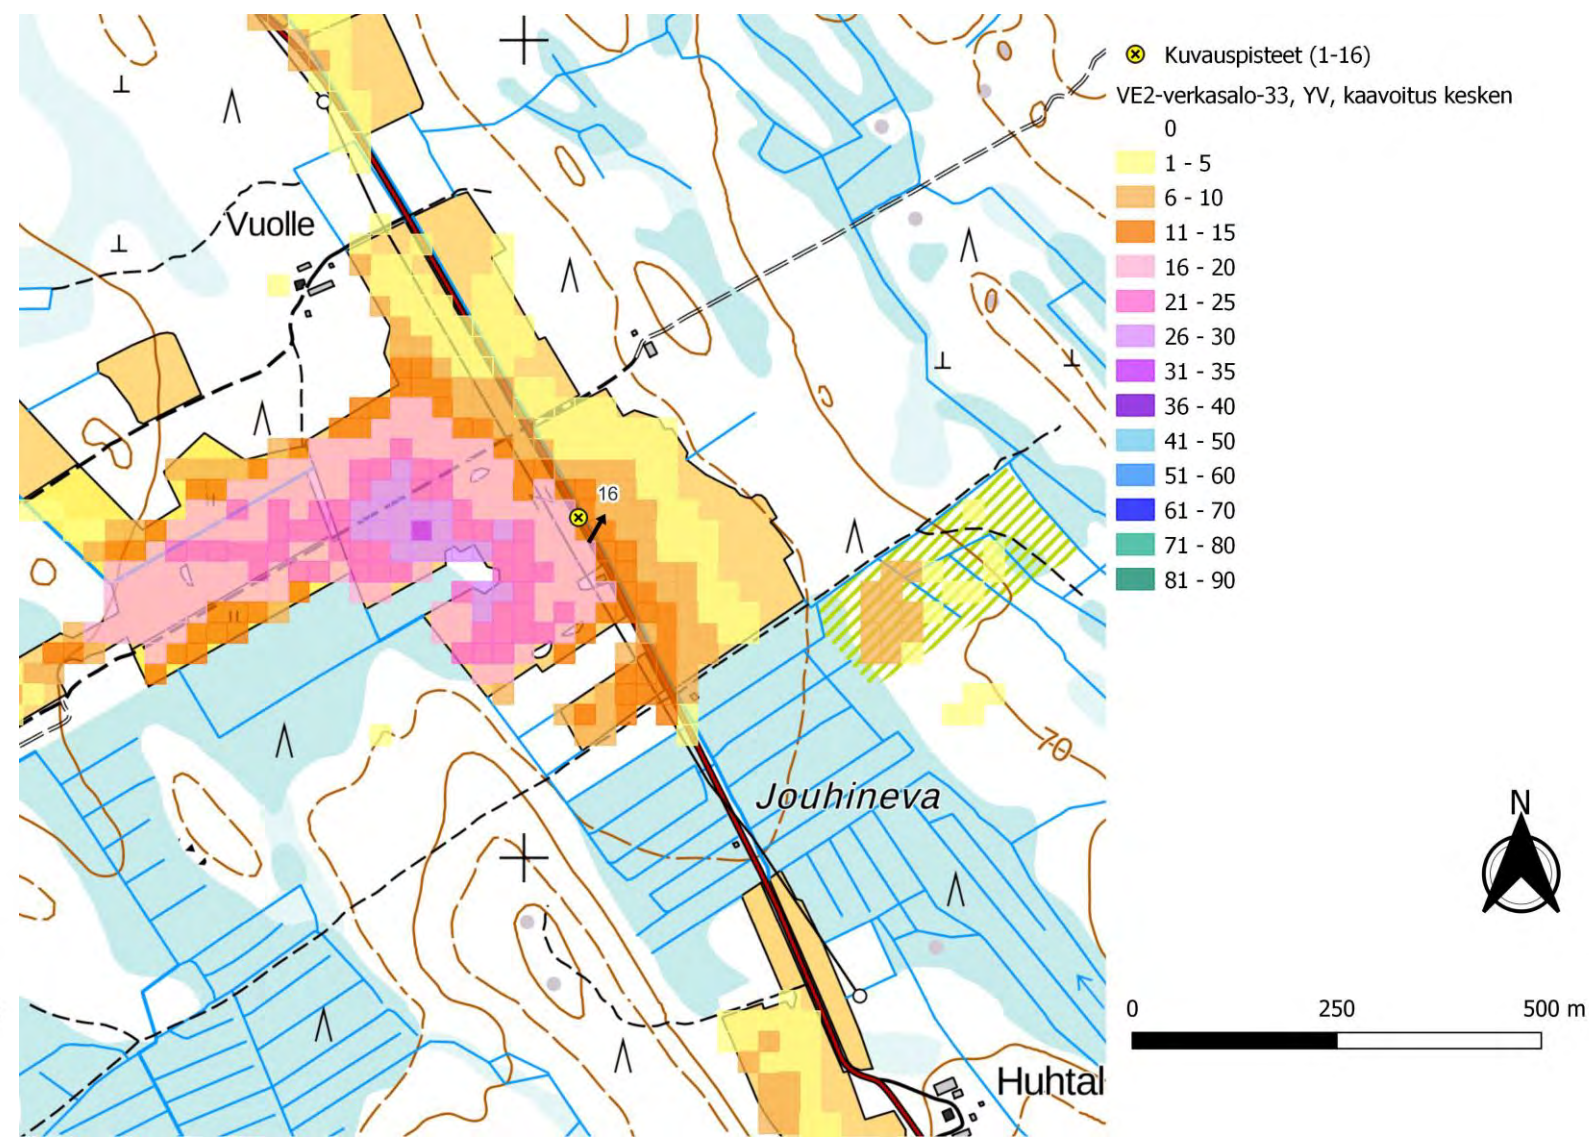 Kuvauspisteet (1-16)
VE2-verkasalo-33, YV, kaavoitus kesken
0
1 - 5
6 - 10
11 - 15
16 - 20
21 - 25
26 - 30
31 - 35
36 - 40
41 - 50
51 - 60
61 - 70
71 - 80
81 - 90
Vuolle
16
70
Jouhineva
N
0 250 500 m
Huhtal